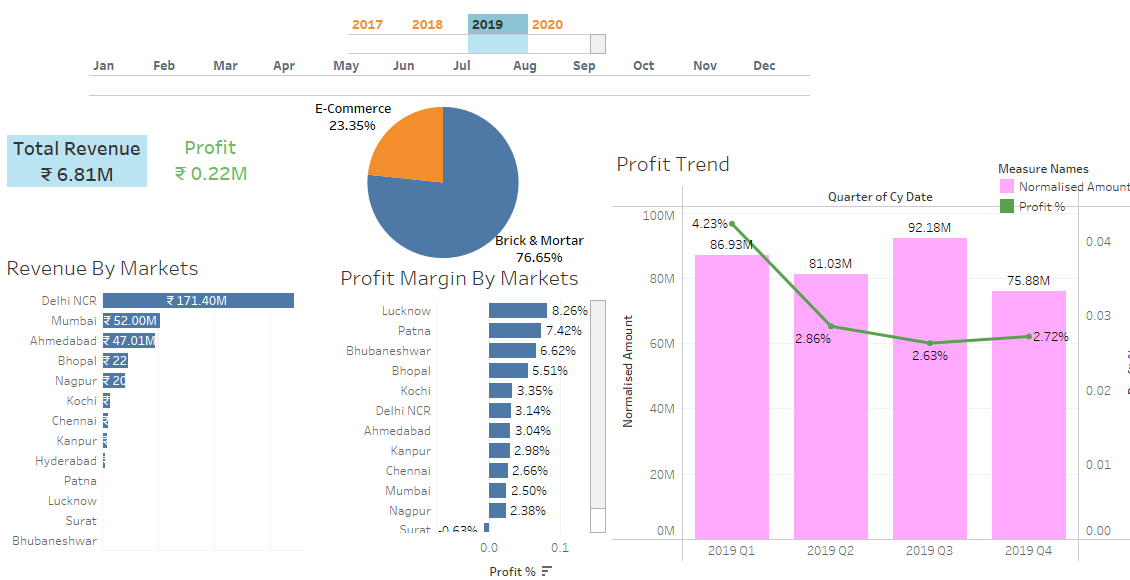 2017 2018 2019 2020
Jan Feb Mar Apr May Jun Jul Aug Sep Oct Nov Dec
E-Commerce
23.35%
Total Revenue
₹ 6.81M
Profit
₹ 0.22M
Brick & Mortar
76.65%
Revenue By Markets
Delhi NCR ₹ 171.40M
Mumbai ₹ 52.00M
Ahmedabad ₹ 47.01M
Bhopal ₹ 22
Nagpur ₹ 20
Kochi ₹
Chennai ₹
Kanpur ₹
Hyderabad ₹
Patna
Lucknow
Surat
Bhubaneshwar
Profit Margin By Markets
Lucknow 8.26%
Patna 7.42%
Bhubaneshwar 6.62%
Bhopal 5.51%
Kochi 3.35%
Delhi NCR 3.14%
Ahmedabad 3.04%
Kanpur 2.98%
Chennai 2.66%
Mumbai 2.50%
Nagpur 2.38%
Surat -0.63%
0.0 0.1
Profit %
Profit Trend
Measure Names
Normalised Amount
Profit %
Quarter of Cy Date
100M
80M
60M
40M
20M
0M
Normalised Amount
4.23%
86.93M
81.03M
92.18M
75.88M
2.86%
2.63%
2.72%
0.04
0.03
0.02
0.01
0.00
2019 Q1 2019 Q2 2019 Q3 2019 Q4